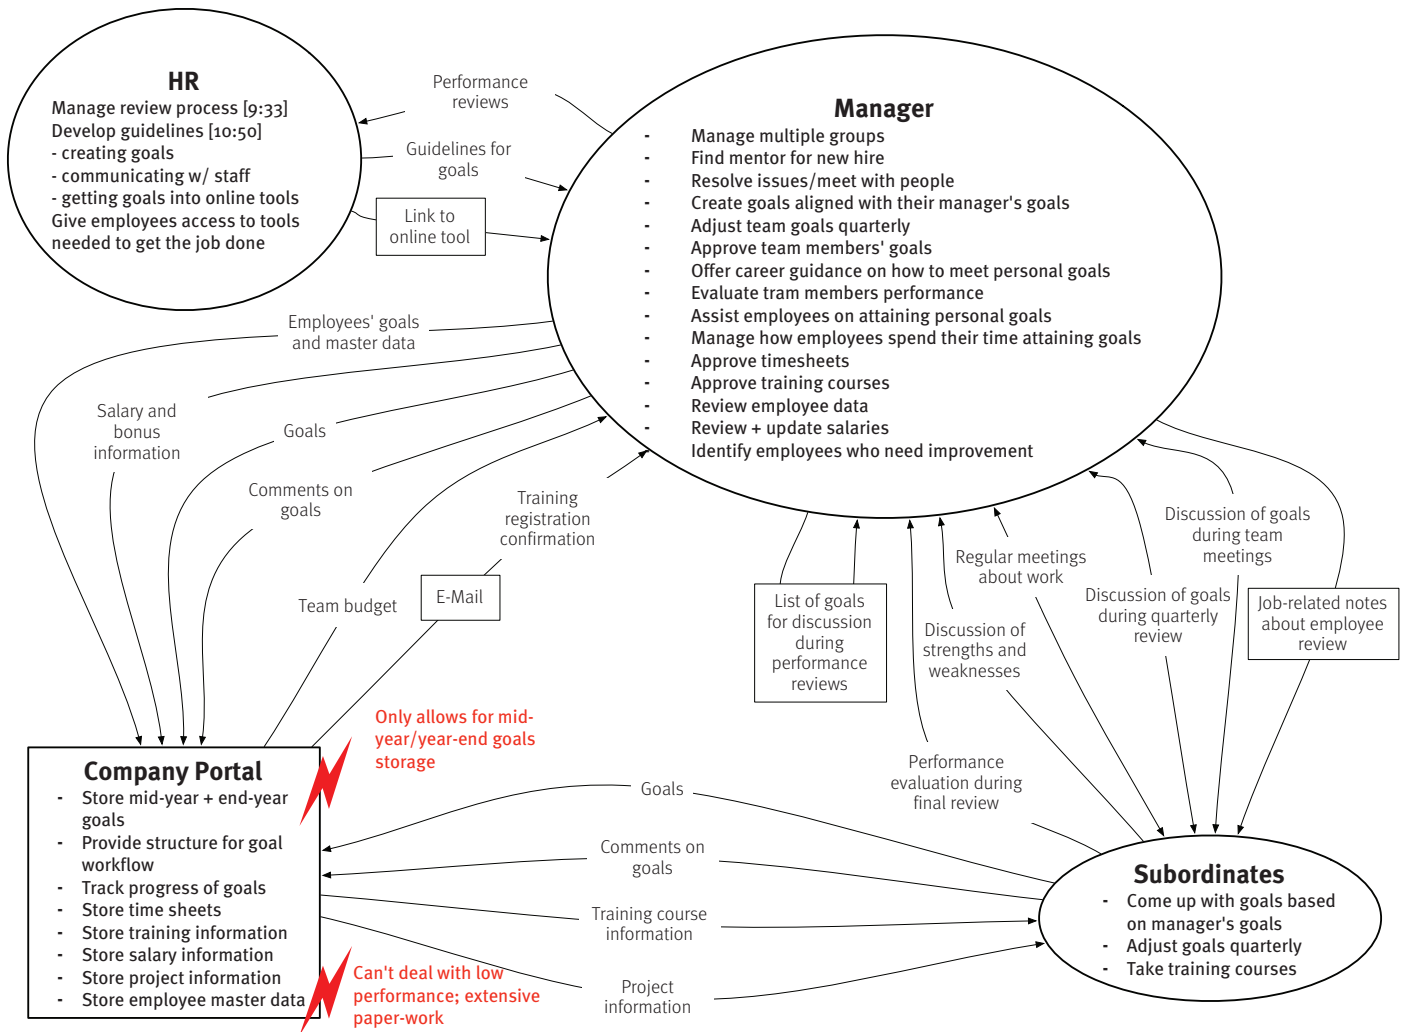 HR
Manage review process [9:33]
Develop guidelines [10:50]
- creating goals
- communicating w/ staff
- getting goals into online tools
Give employees access to tools
needed to get the job done
Performance
reviews
Guidelines for
goals
Link to
online tool
Manager
- Manage multiple groups
- Find mentor for new hire
- Resolve issues/meet with people
- Create goals aligned with their manager's goals
- Adjust team goals quarterly
- Approve team members' goals
- Offer career guidance on how to meet personal goals
- Evaluate tram members performance
- Assist employees on attaining personal goals
- Manage how employees spend their time attaining goals
- Approve timesheets
- Approve training courses
- Review employee data
- Review + update salaries
- Identify employees who need improvement
Employees' goals
and master data
Salary and
bonus
information
Goals
Comments on
goals
Team budget
Training
registration
confirmation
E-Mail
List of goals
for discussion
during
performance
reviews
Performance
evaluation during
final review
Discussion of
strengths and
weaknesses
Regular meetings
about work
Discussion of goals
during quarterly
review
Discussion of goals
during team
meetings
Job-related notes
about employee
review
Only allows for mid-
year/year-end goals
storage
Company Portal
- Store mid-year + end-year
goals
- Provide structure for goal
workflow
- Track progress of goals
- Store time sheets
- Store training information
- Store salary information
- Store project information
- Store employee master data
Can't deal with low
performance; extensive
paper-work
Goals
Comments on
goals
Training course
information
Project
information
Subordinates
- Come up with goals based
on manager's goals
- Adjust goals quarterly
- Take training courses